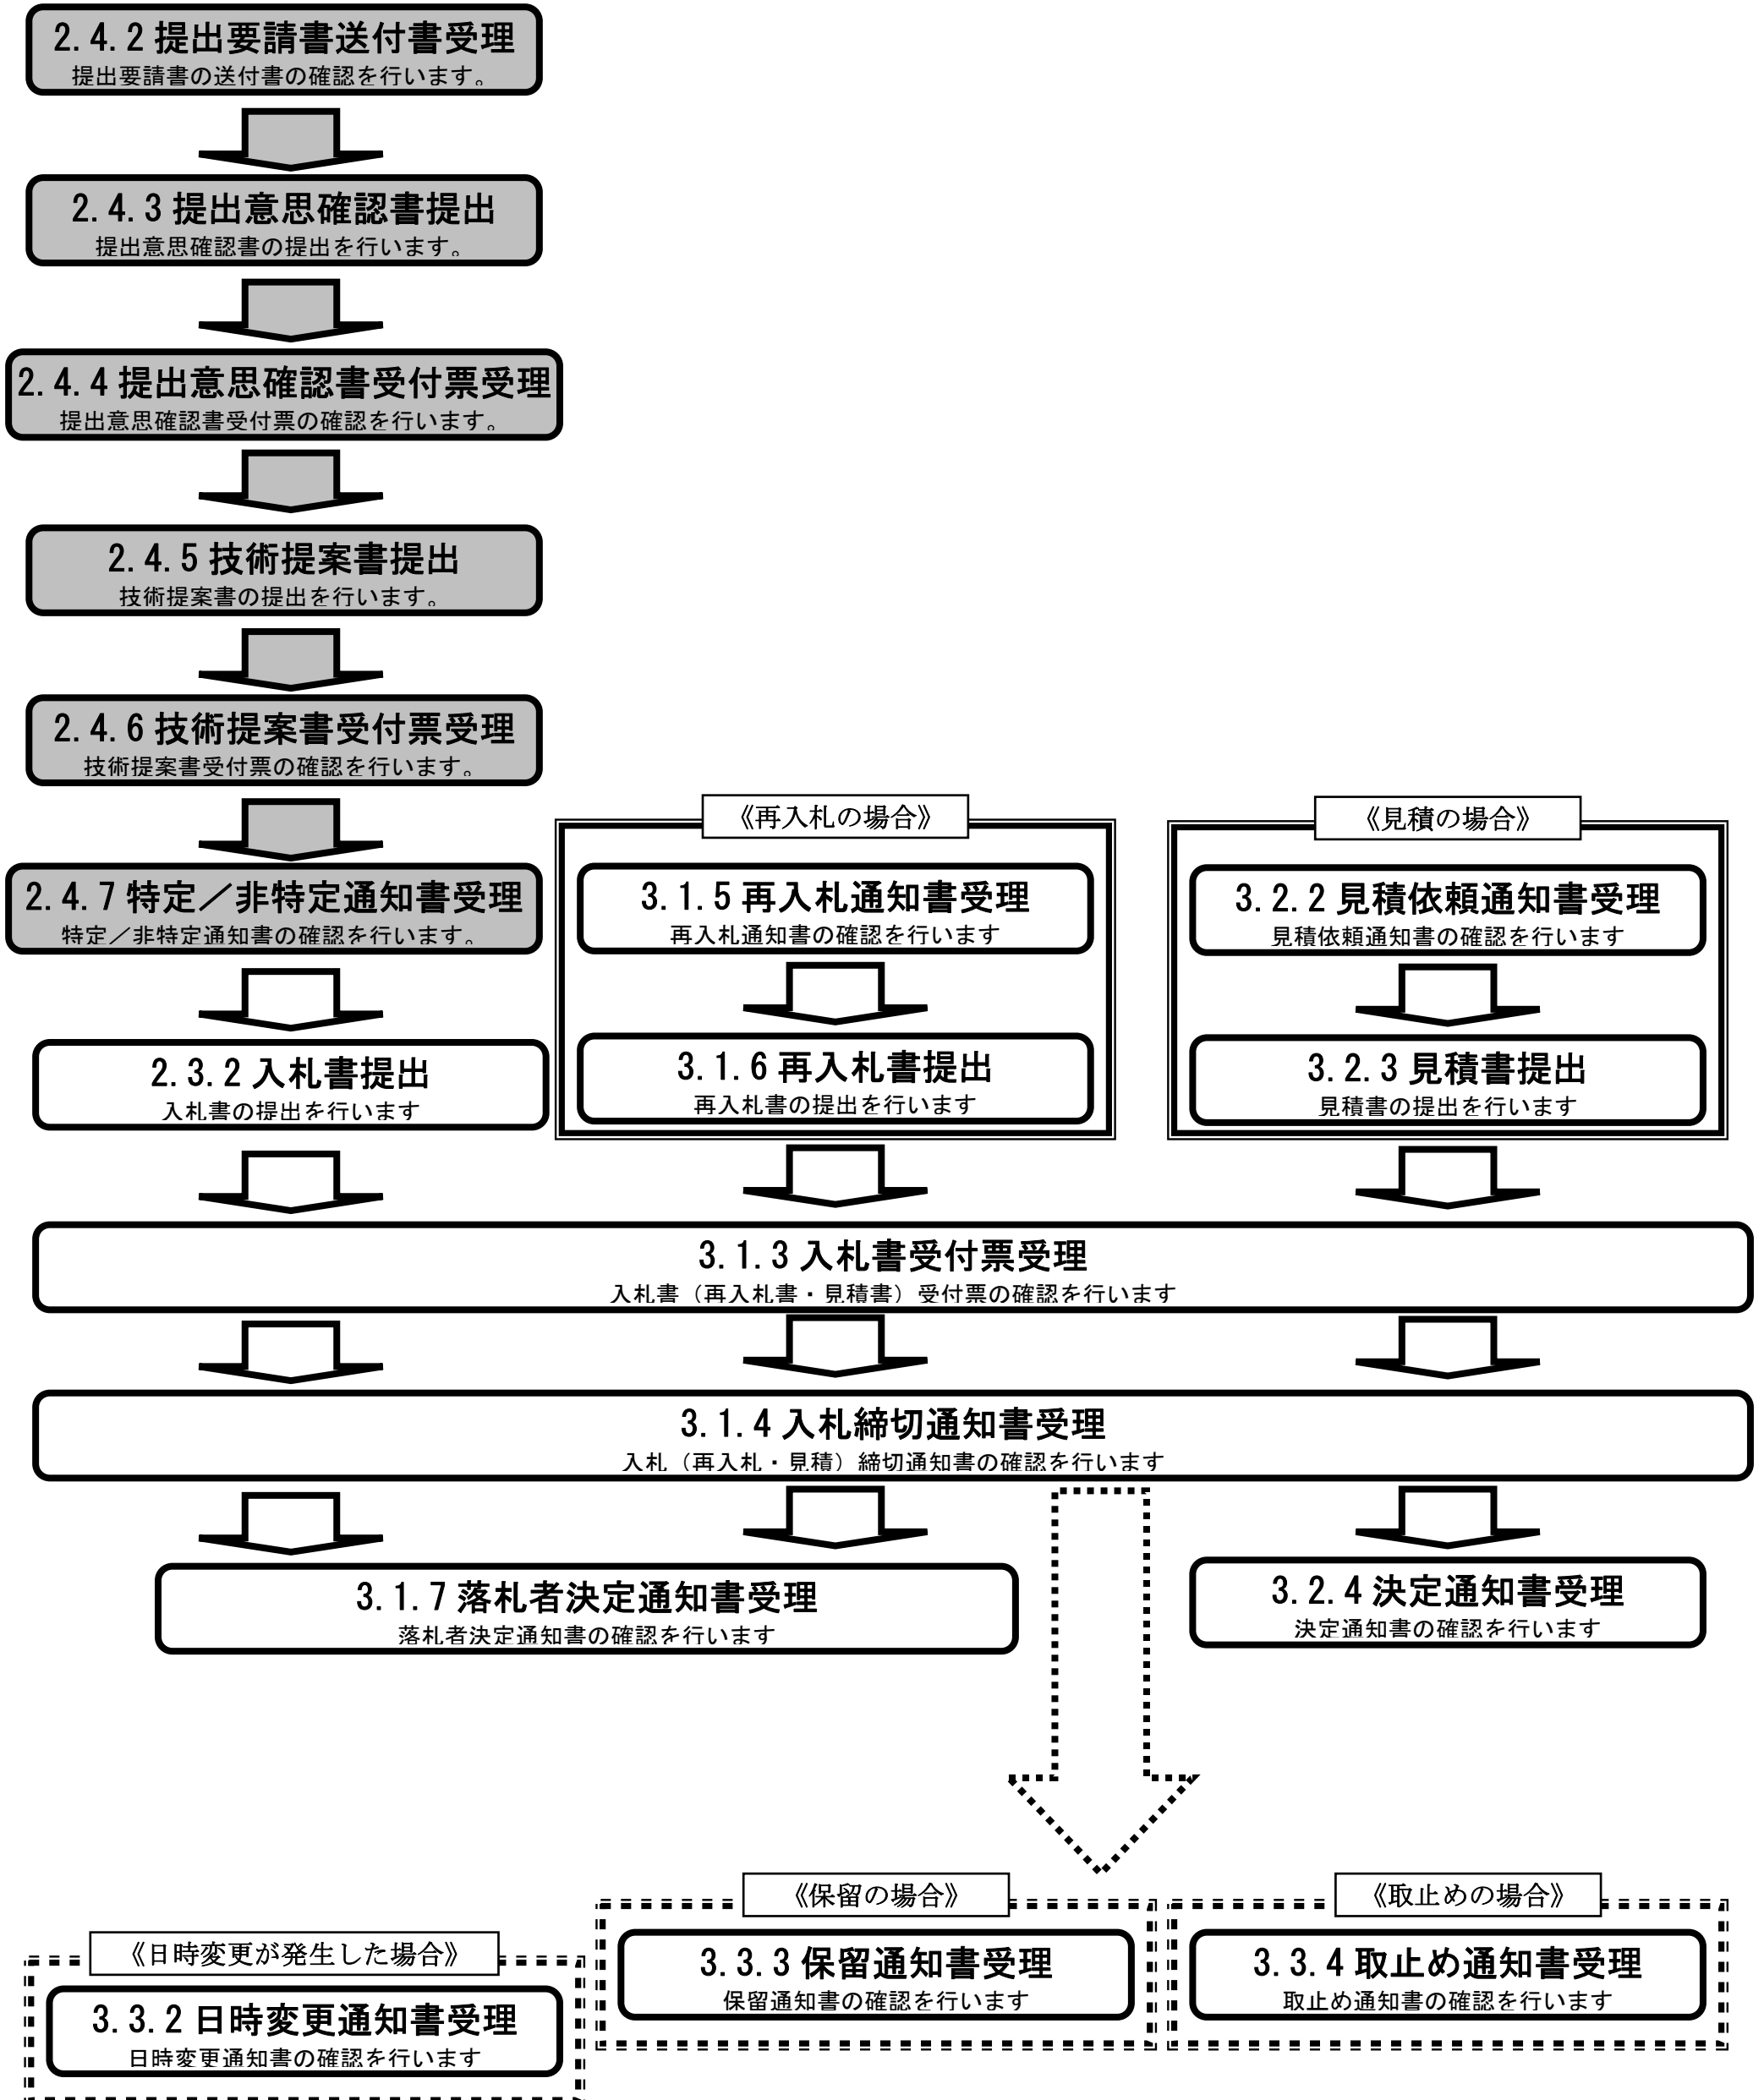 2.4.2 提出要請書送付書受理
提出要請書の送付書の確認を行います。
2.4.3 提出意思確認書提出
提出意思確認書の提出を行います。
2.4.4 提出意思確認書受付票受理
提出意思確認書受付票の確認を行います。
2.4.5 技術提案書提出
技術提案書の提出を行います。
2.4.6 技術提案書受付票受理
技術提案書受付票の確認を行います。
2.4.7 特定／非特定通知書受理
特定／非特定通知書の確認を行います。
2.3.2 入札書提出
入札書の提出を行います
《再入札の場合》
3.1.5 再入札通知書受理
再入札通知書の確認を行います
3.1.6 再入札書提出
再入札書の提出を行います
《見積の場合》
3.2.2 見積依頼通知書受理
見積依頼通知書の確認を行います
3.2.3 見積書提出
見積書の提出を行います
3.1.3 入札書受付票受理
入札書（再入札書・見積書）受付票の確認を行います
3.1.4 入札締切通知書受理
入札（再入札・見積）締切通知書の確認を行います
3.1.7 落札者決定通知書受理
落札者決定通知書の確認を行います
3.2.4 決定通知書受理
決定通知書の確認を行います
《日時変更が発生した場合》
3.3.2 日時変更通知書受理
日時変更通知書の確認を行います
《保留の場合》
3.3.3 保留通知書受理
保留通知書の確認を行います
《取止めの場合》
3.3.4 取止め通知書受理
取止め通知書の確認を行います